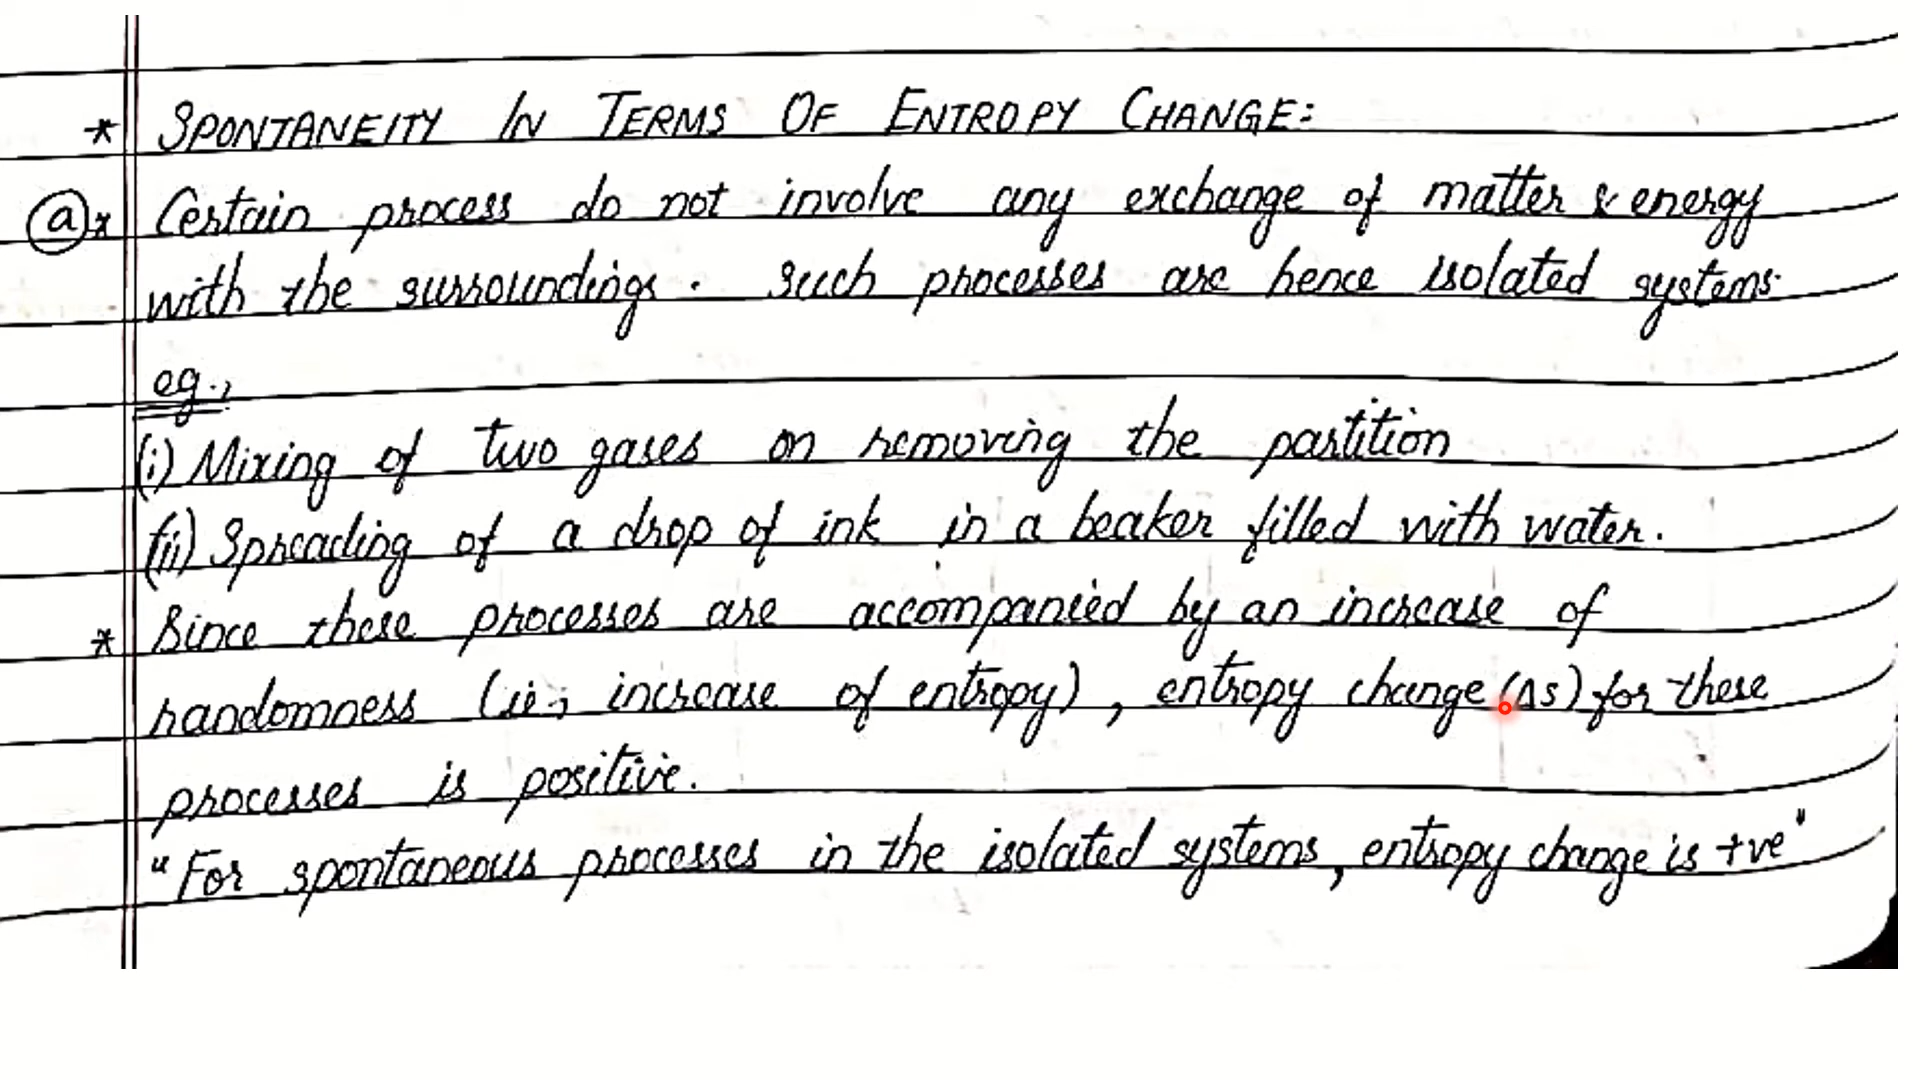 * SPONTANEITY IN TERMS OF ENTROPY CHANGE:
(a)* Certain process do not involve any exchange of matter & energy
with the surroundings. Such processes are hence isolated systems.
eg.,
(i) Mixing of two gases on removing the partition
(ii) Spreading of a drop of ink in a beaker filled with water.
* Since these processes are accompanied by an increase of
randomness (ie; increase of entropy), entropy change (ΔS) for these
processes is positive.
"For spontaneous processes in the isolated systems, entropy change is +ve"